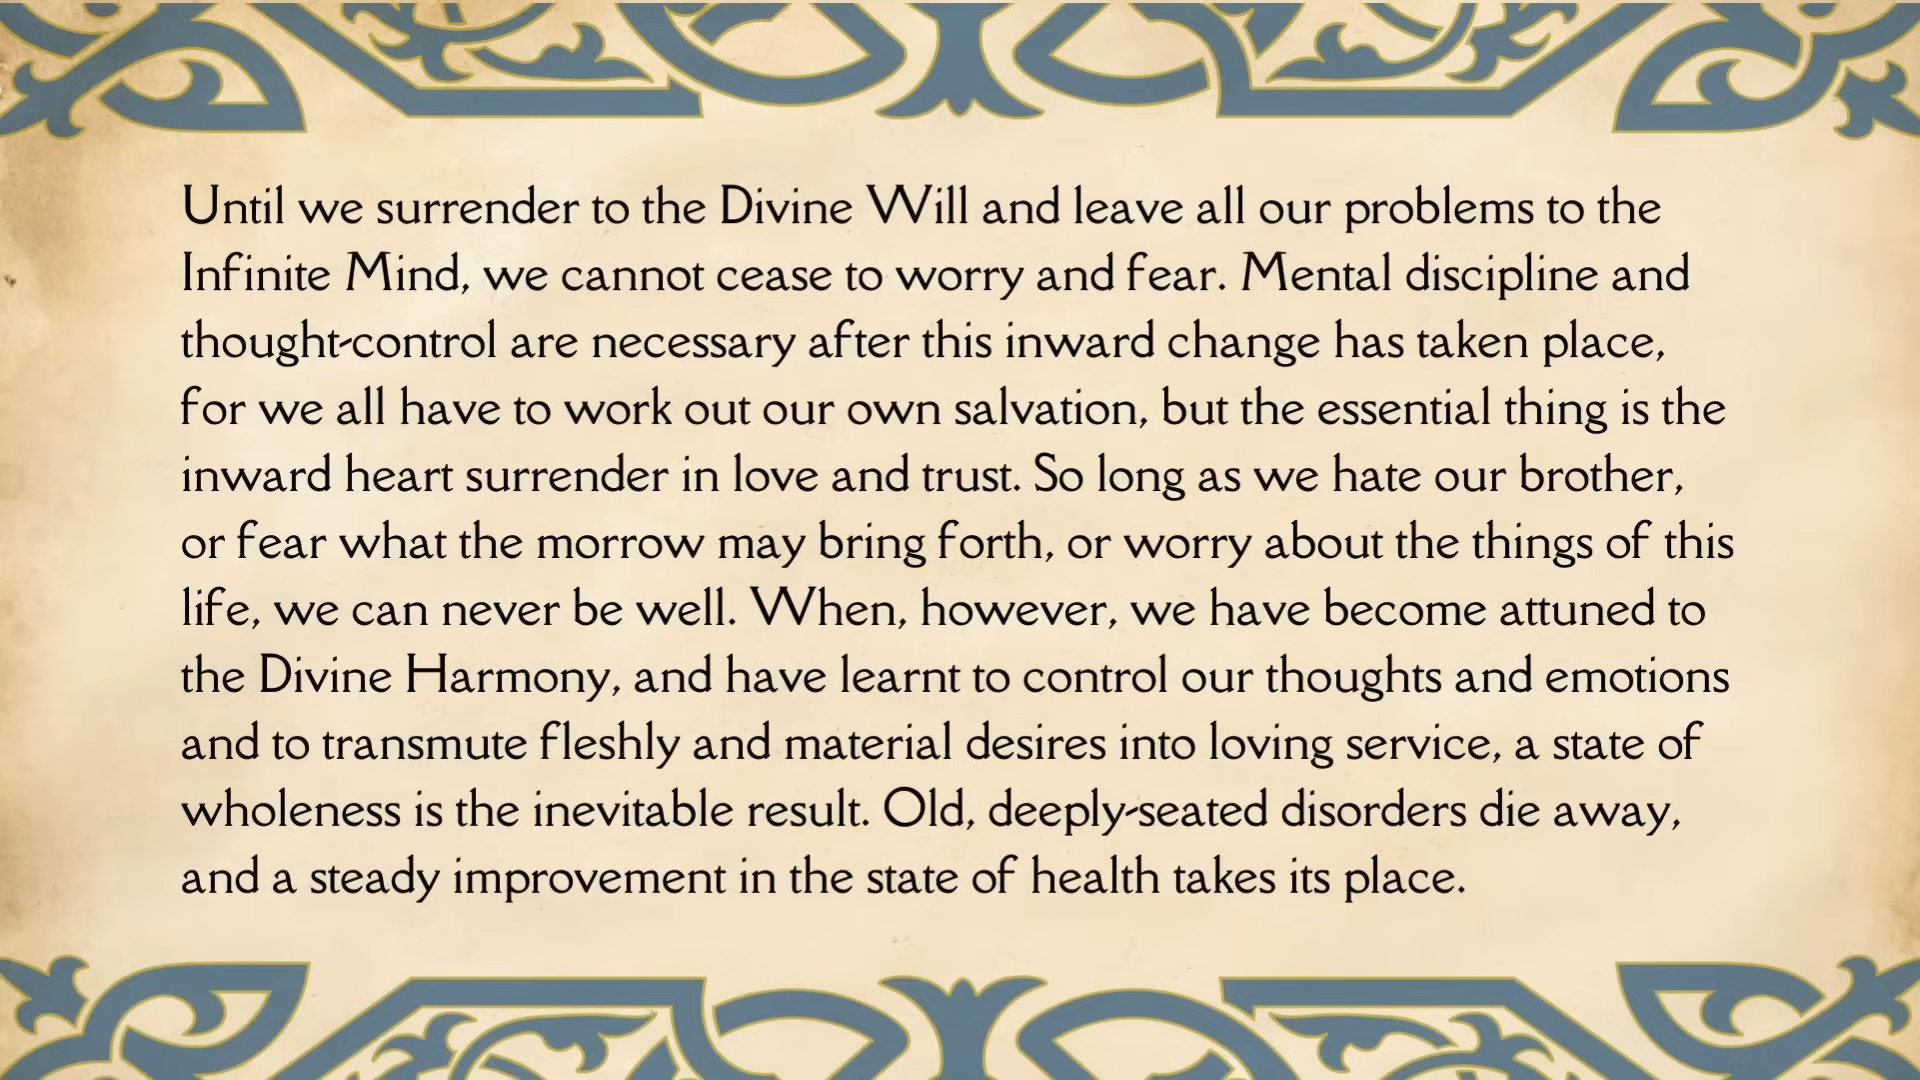 Until we surrender to the Divine Will and leave all our problems to the
Infinite Mind, we cannot cease to worry and fear. Mental discipline and
thought-control are necessary after this inward change has taken place,
for we all have to work out our own salvation, but the essential thing is the
inward heart surrender in love and trust. So long as we hate our brother,
or fear what the morrow may bring forth, or worry about the things of this
life, we can never be well. When, however, we have become attuned to
the Divine Harmony, and have learnt to control our thoughts and emotions
and to transmute fleshly and material desires into loving service, a state of
wholeness is the inevitable result. Old, deeply-seated disorders die away,
and a steady improvement in the state of health takes its place.